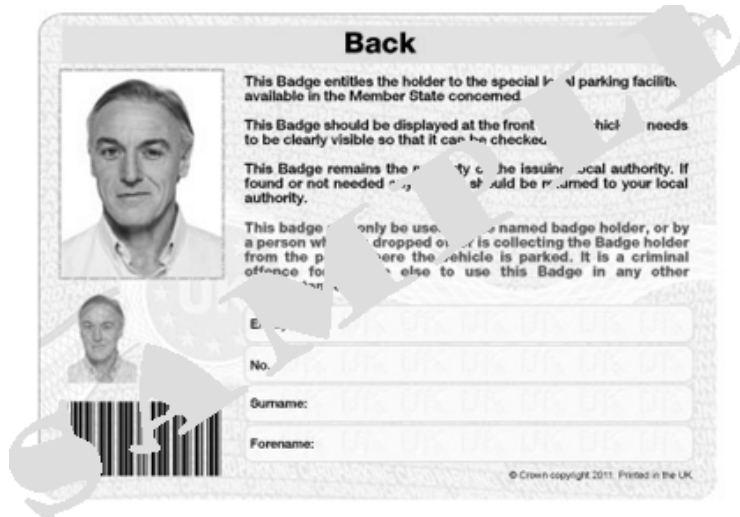 Back
This Badge entitles the holder to the special parking
available in the Member State concerned
This Badge should be displayed at the front needs
to be clearly visible so that it can be checked
This Badge remains the of the issuing local authority. If
found or not needed should be returned to your local
authority.
This badge only be used named badge holder, or by
a person dropped is collecting the Badge holder
from the where the vehicle is parked. It is a criminal
offence for else to use this Badge in any other
No.
Surname:
Forename:
© Crown copyright 2011. Printed in the UK
SAMPLE